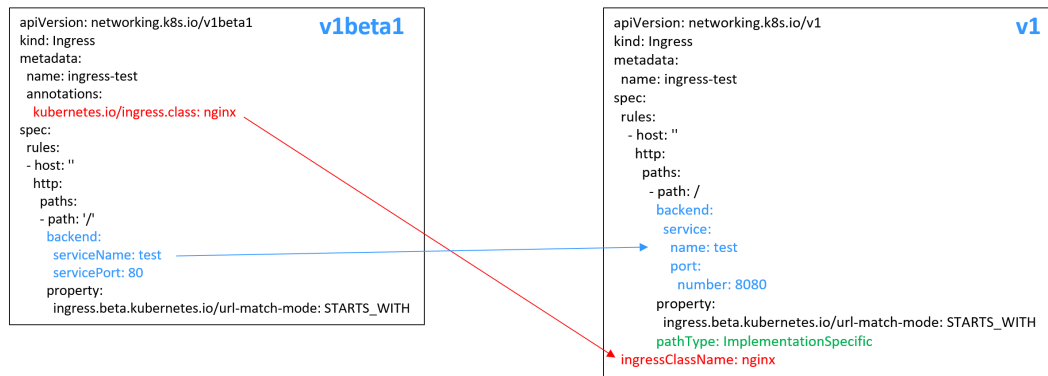 v1beta1
apiVersion: networking.k8s.io/v1beta1
kind: Ingress
metadata:
  name: ingress-test
  annotations:
    kubernetes.io/ingress.class: nginx
spec:
  rules:
  - host: ''
    http:
      paths:
      - path: '/'
        backend:
          serviceName: test
          servicePort: 80
        property:
          ingress.beta.kubernetes.io/url-match-mode: STARTS_WITH
v1
apiVersion: networking.k8s.io/v1
kind: Ingress
metadata:
  name: ingress-test
spec:
  rules:
    - host: ''
      http:
        paths:
          - path: /
            backend:
              service:
                name: test
                port:
                  number: 8080
            property:
              ingress.beta.kubernetes.io/url-match-mode: STARTS_WITH
            pathType: ImplementationSpecific
  ingressClassName: nginx